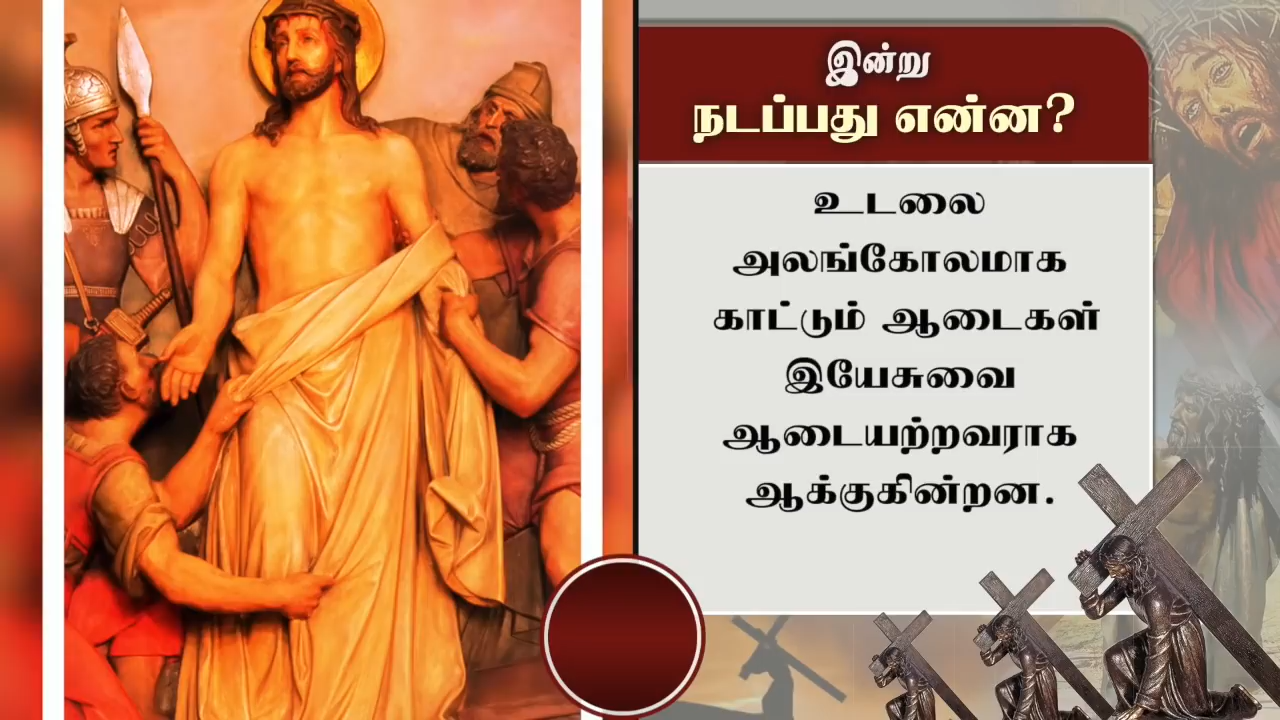 இன்று
நடப்பது என்ன?
உடலை
அலங்கோலமாக
காட்டும் ஆடைகள்
இயேசுவை
ஆடையற்றவராக
ஆக்குகின்றன.